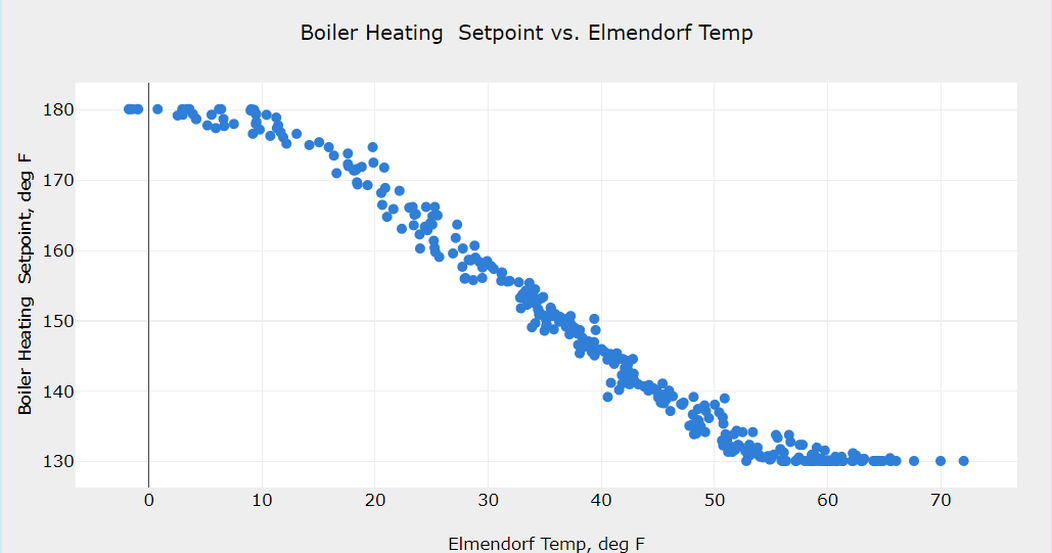 Boiler Heating  Setpoint vs. Elmendorf Temp
Boiler Heating  Setpoint, deg F
180
170
160
150
140
130
0 10 20 30 40 50 60 70
Elmendorf Temp, deg F